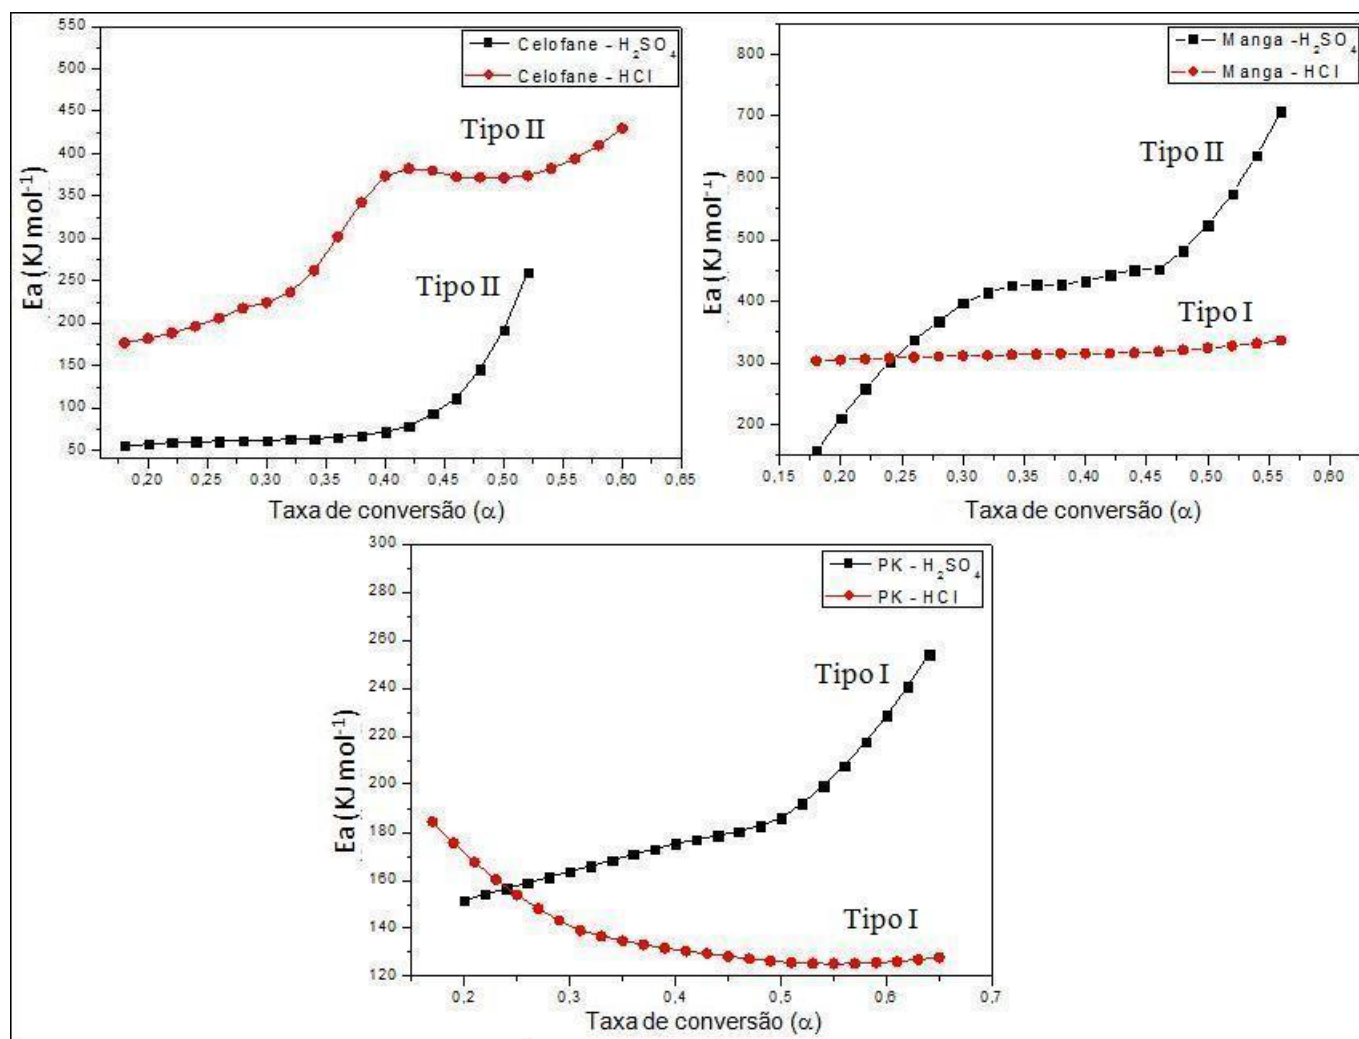 550
500
450
400
350
300
250
200
150
100
50
Ea (KJ mol-1)
Celofane - H2SO4
Celofane - HCl
Tipo II
Tipo II
0,20 0,25 0,30 0,35 0,40 0,45 0,50 0,55 0,60 0,65
Taxa de conversão (α)
800
700
600
500
400
300
200
Ea (KJ mol-1)
Manga -H2SO4
Manga - HCl
Tipo II
Tipo I
0,15 0,20 0,25 0,30 0,35 0,40 0,45 0,50 0,55 0,60
Taxa de conversão (α)
300
280
260
240
220
200
180
160
140
120
Ea (KJ mol-1)
PK - H2SO4
PK - HCl
Tipo I
Tipo I
0,2 0,3 0,4 0,5 0,6 0,7
Taxa de conversão (α)